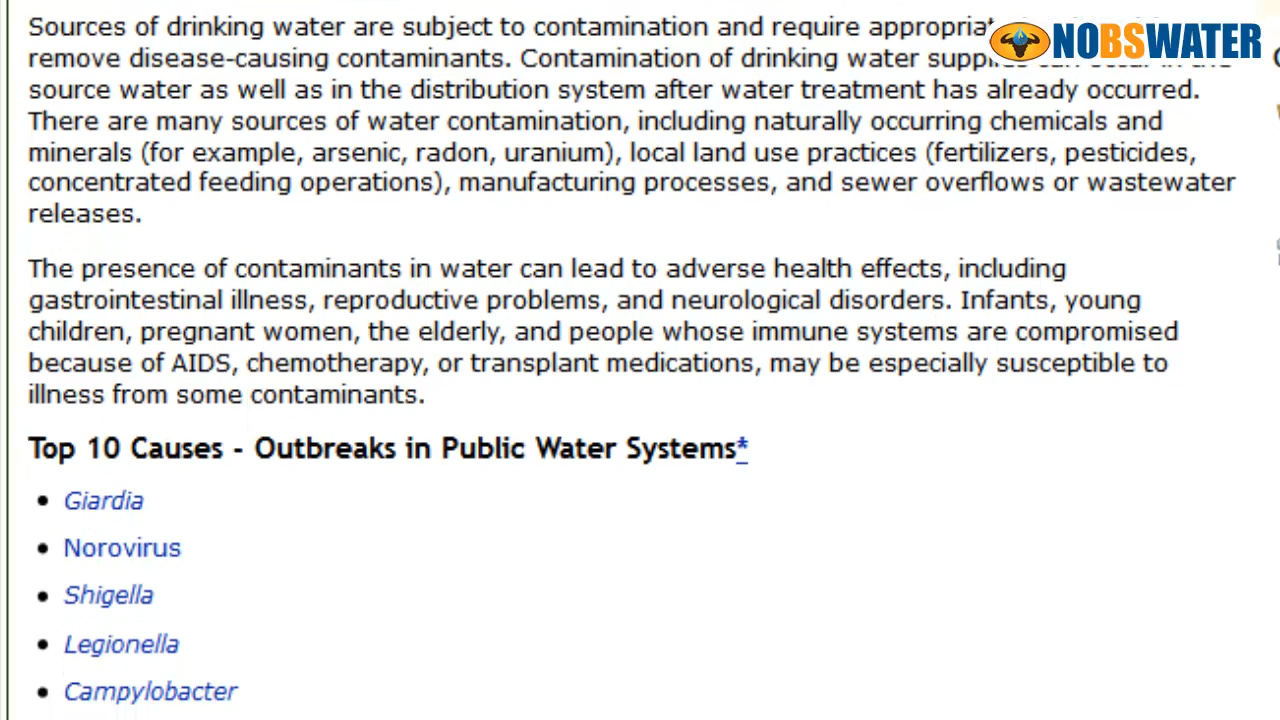 Sources of drinking water are subject to contamination and require appropriat
NOBSWATER
remove disease-causing contaminants. Contamination of drinking water supplies can occur in the
source water as well as in the distribution system after water treatment has already occurred.
There are many sources of water contamination, including naturally occurring chemicals and
minerals (for example, arsenic, radon, uranium), local land use practices (fertilizers, pesticides,
concentrated feeding operations), manufacturing processes, and sewer overflows or wastewater
releases.
The presence of contaminants in water can lead to adverse health effects, including
gastrointestinal illness, reproductive problems, and neurological disorders. Infants, young
children, pregnant women, the elderly, and people whose immune systems are compromised
because of AIDS, chemotherapy, or transplant medications, may be especially susceptible to
illness from some contaminants.
Top 10 Causes - Outbreaks in Public Water Systems*
• Giardia
• Norovirus
• Shigella
• Legionella
• Campylobacter